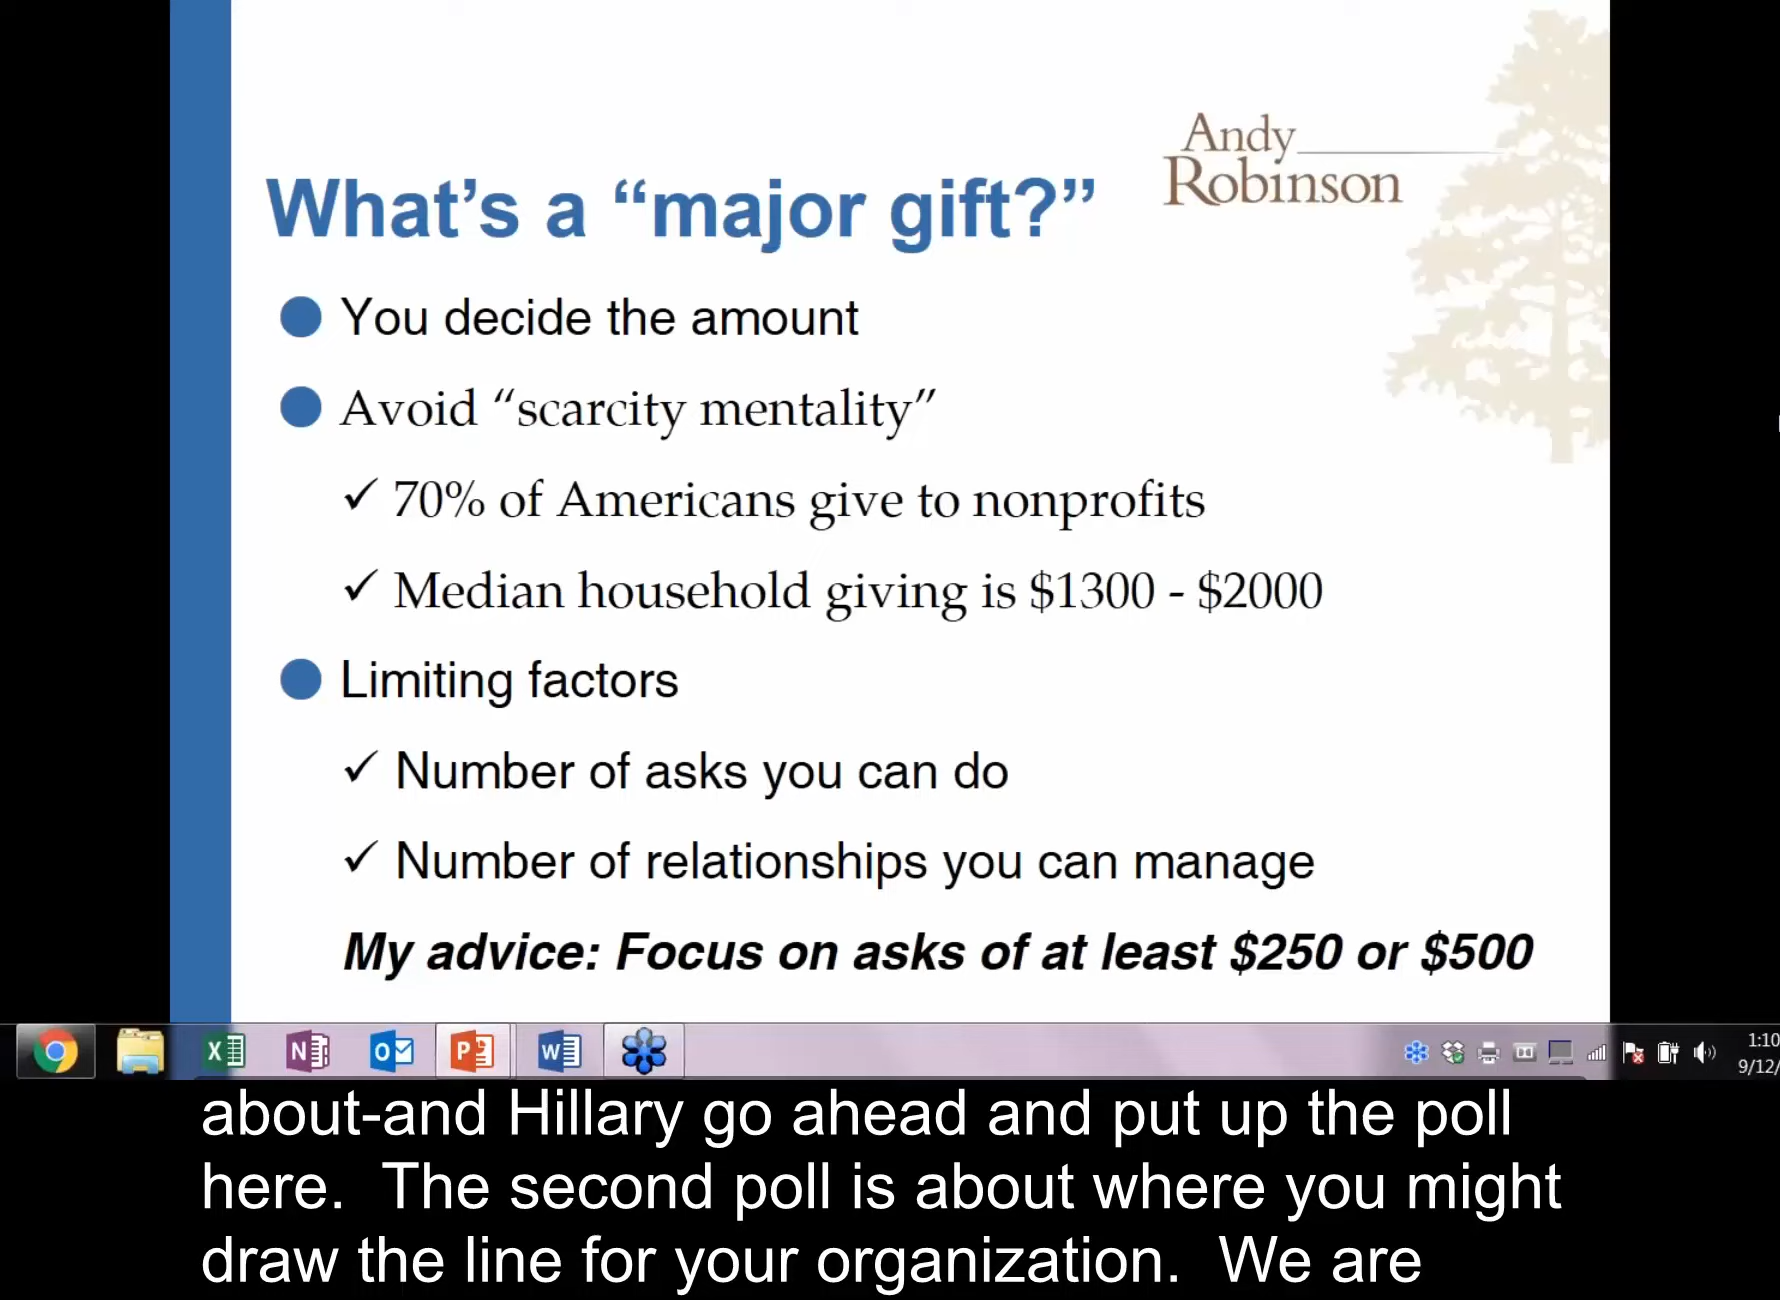 Andy
Robinson
What's a “major gift?”
You decide the amount
Avoid “scarcity mentality”
✓ 70% of Americans give to nonprofits
✓ Median household giving is $1300 - $2000
Limiting factors
✓ Number of asks you can do
✓ Number of relationships you can manage
My advice: Focus on asks of at least $250 or $500
1:10
9/12/
about-and Hillary go ahead and put up the poll
here.  The second poll is about where you might
draw the line for your organization.  We are